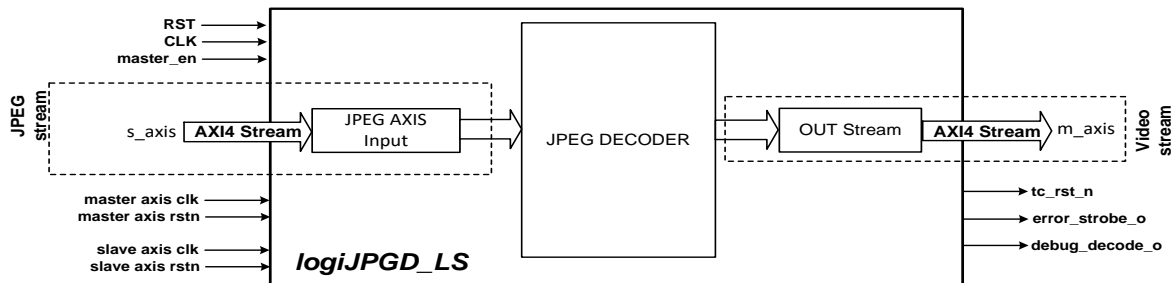 RST
CLK
master_en
JPEG
stream
s_axis
AXI4 Stream
JPEG AXIS
Input
JPEG DECODER
OUT Stream
AXI4 Stream
m_axis
Video
stream
master axis clk
master axis rstn
slave axis clk
slave axis rstn
logiJPGD_LS
tc_rst_n
error_strobe_o
debug_decode_o